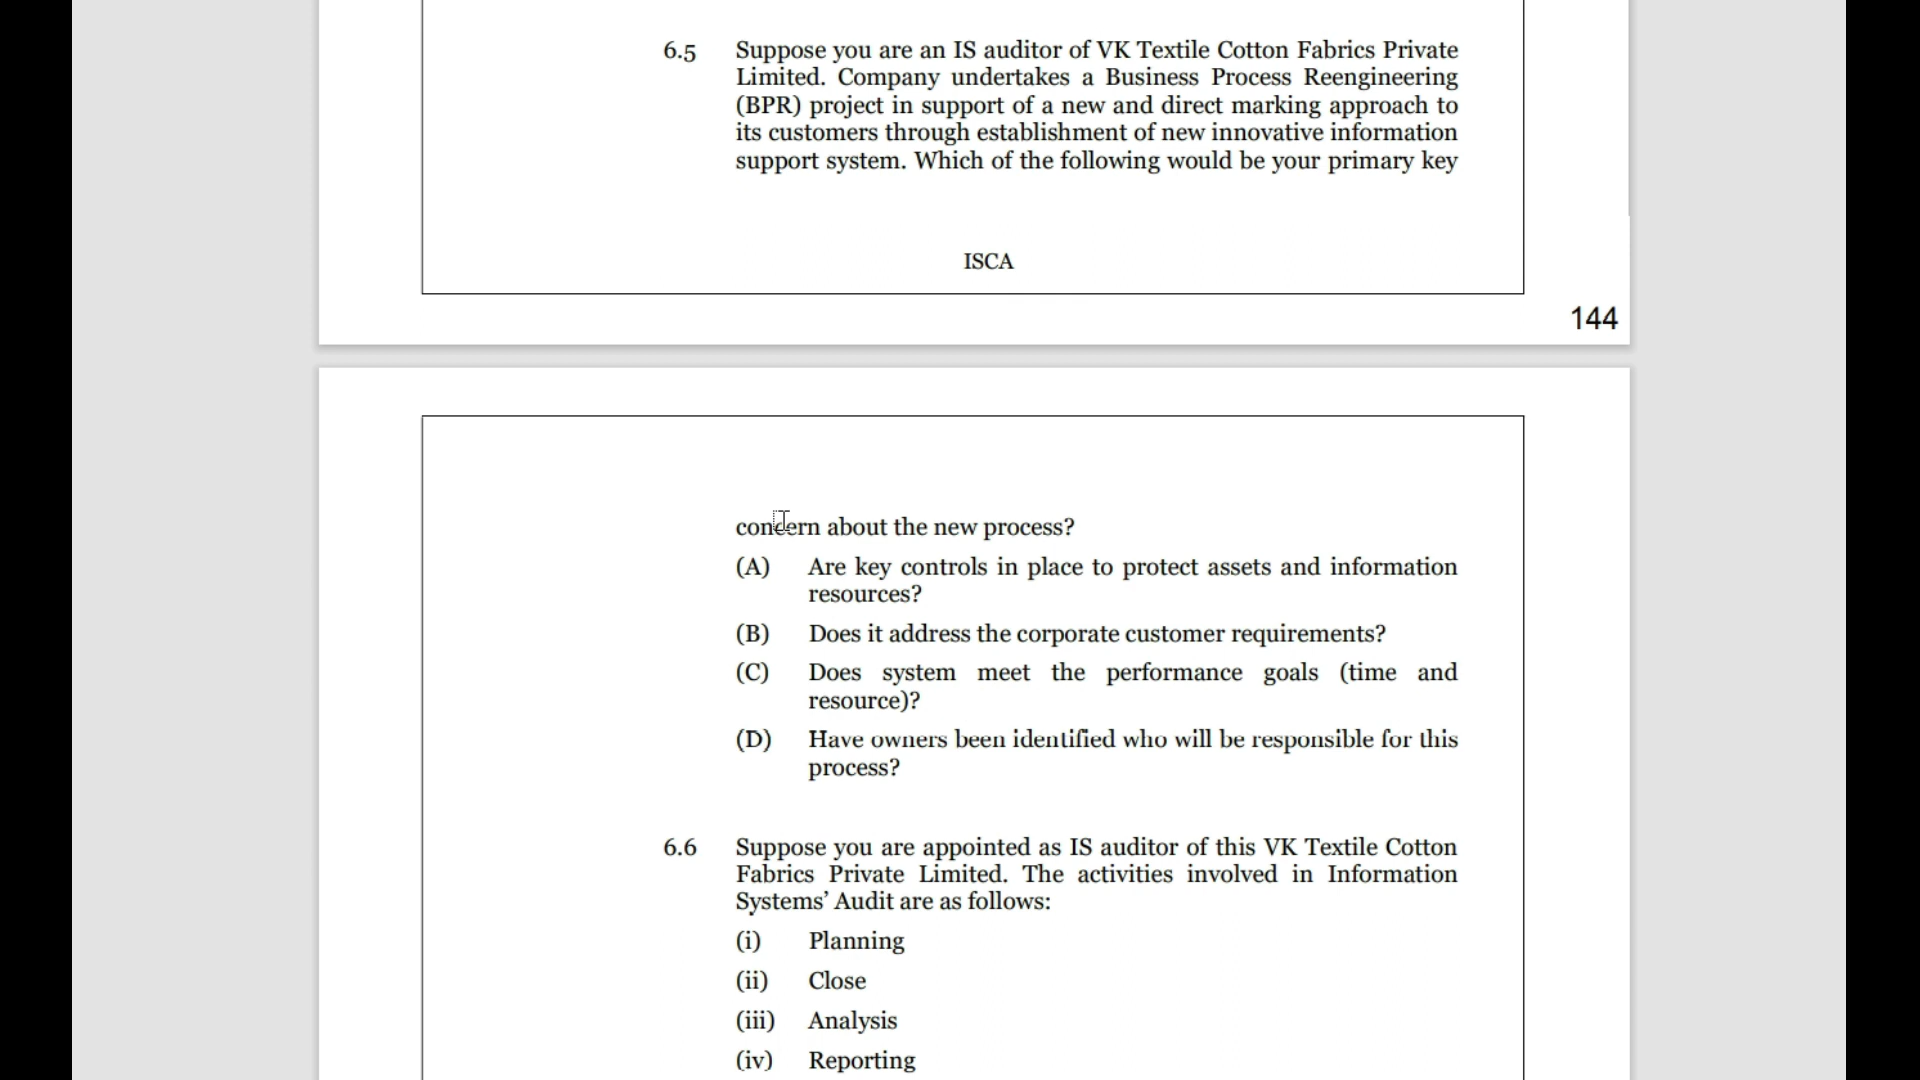 6.5 Suppose you are an IS auditor of VK Textile Cotton Fabrics Private
Limited. Company undertakes a Business Process Reengineering
(BPR) project in support of a new and direct marking approach to
its customers through establishment of new innovative information
support system. Which of the following would be your primary key
ISCA
144
concern about the new process?
(A) Are key controls in place to protect assets and information
resources?
(B) Does it address the corporate customer requirements?
(C) Does system meet the performance goals (time and
resource)?
(D) Have owners been identified who will be responsible for this
process?
6.6 Suppose you are appointed as IS auditor of this VK Textile Cotton
Fabrics Private Limited. The activities involved in Information
Systems’ Audit are as follows:
(i) Planning
(ii) Close
(iii) Analysis
(iv) Reporting